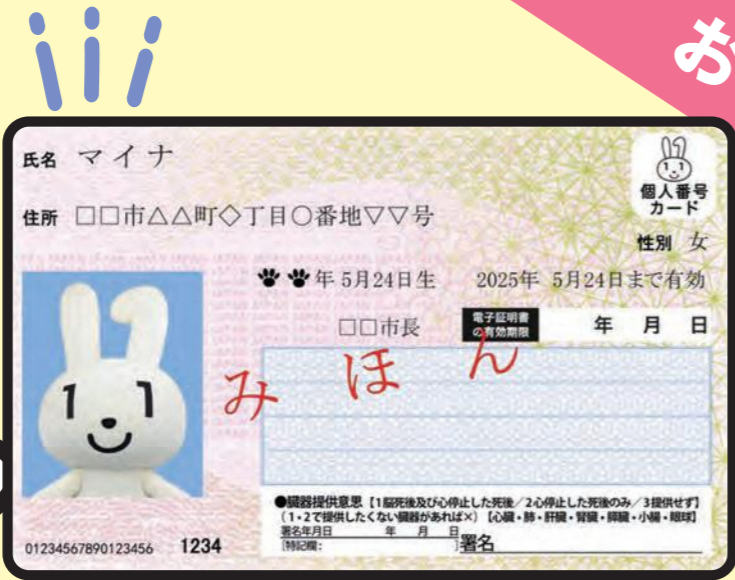 お
氏名 マイナ
個人番号
カード
住所 □□市△△町◇丁目○番地▽▽号
性別 女
年 5月24日生 2025年 5月24日まで有効
□□市長 電子証明書
の有効期限 年 月 日
みほん
1 1
●臓器提供意思【1脳死後及び心停止した死後/2心停止した死後のみ/3提供せず】
(1・2で提供したくない臓器があれば×)【心臓・肺・肝臓・腎臓・膵臓・小腸・眼球】
署名年月日 年 月 日
[特記欄: ]署名
01234567890123456 1234